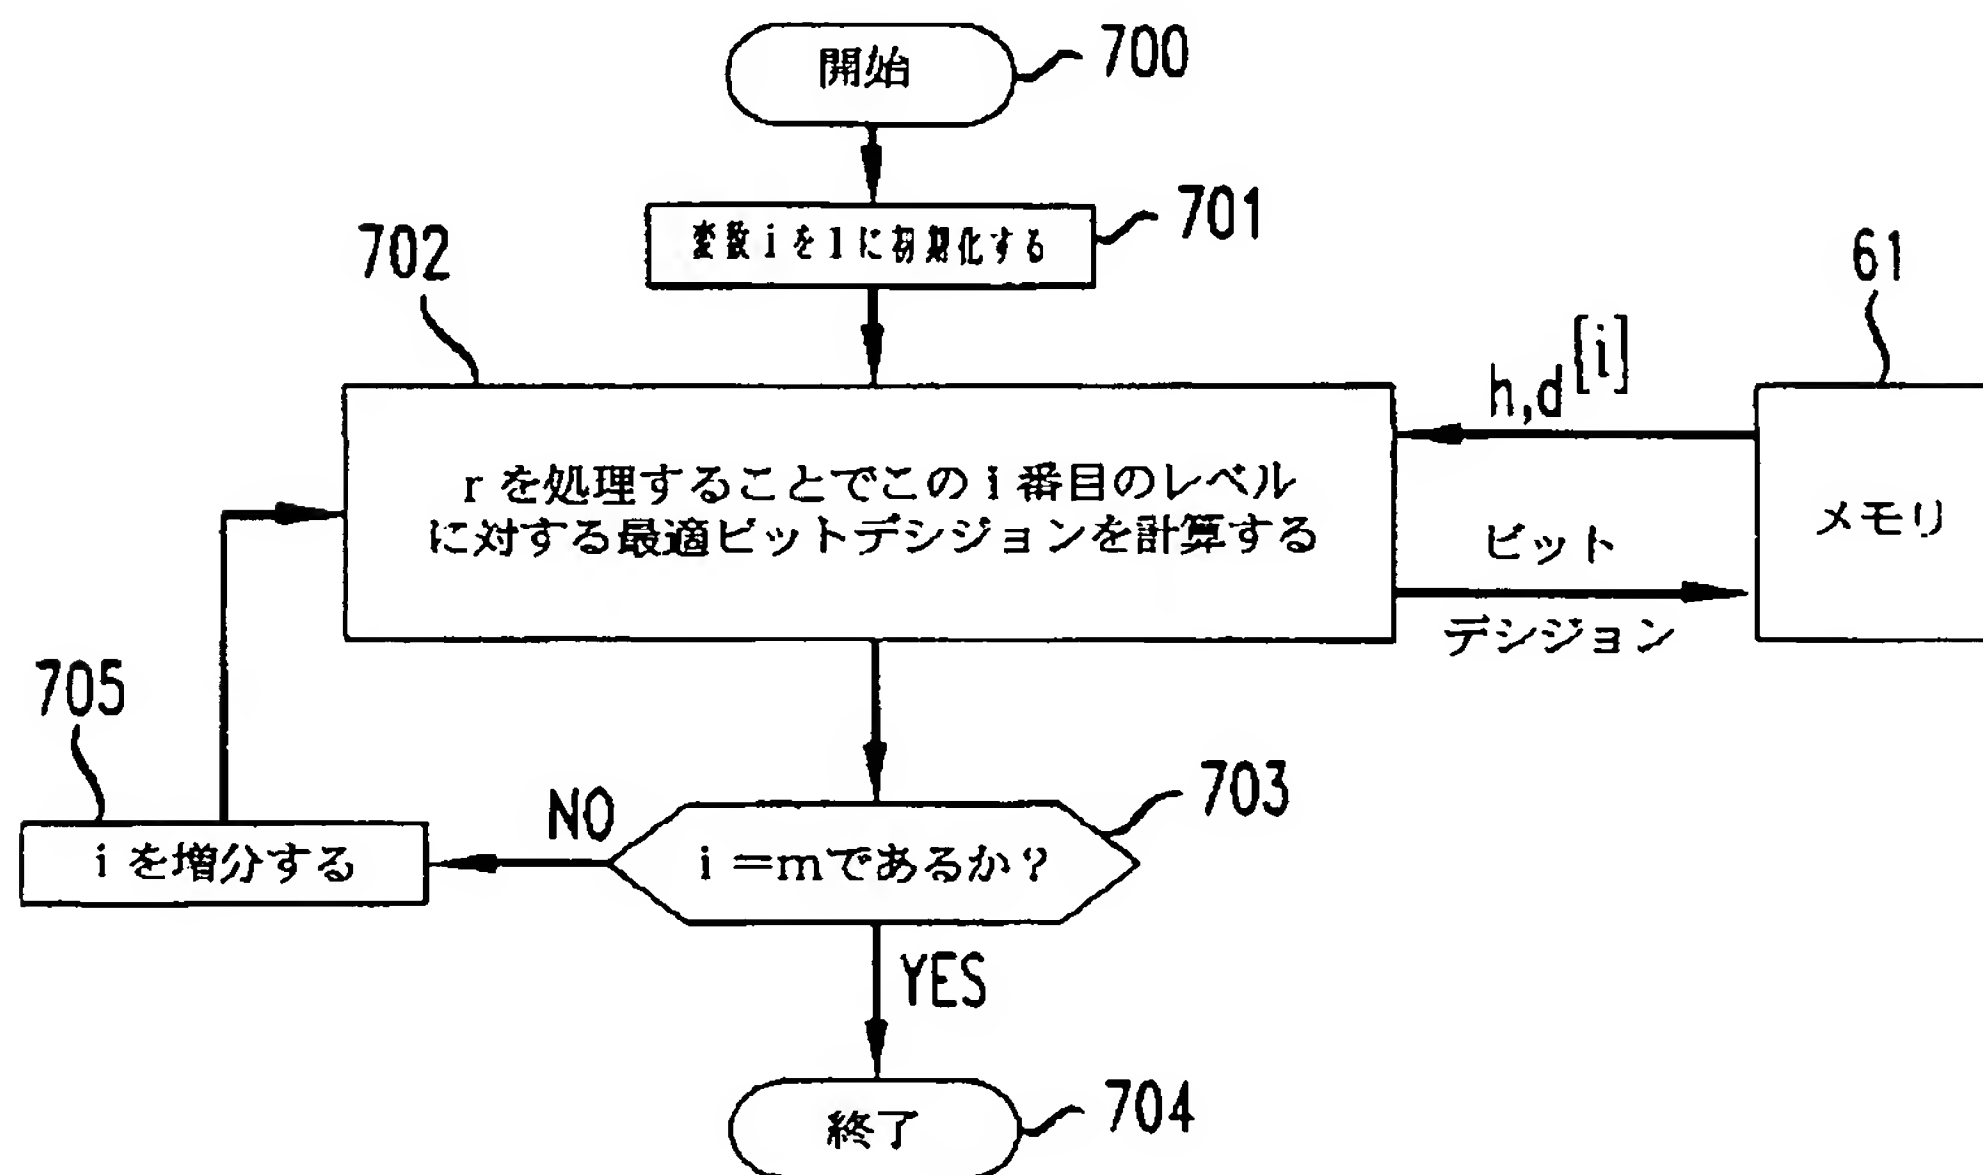 開始
700
変数 i を 1 に初期化する
701
702
61
h,d[i]
r を処理することでこの i 番目のレベル
に対する最適ビットデシジョンを計算する
メモリ
ビット
デシジョン
705
703
NO
i を増分する
i =mであるか?
YES
終了
704